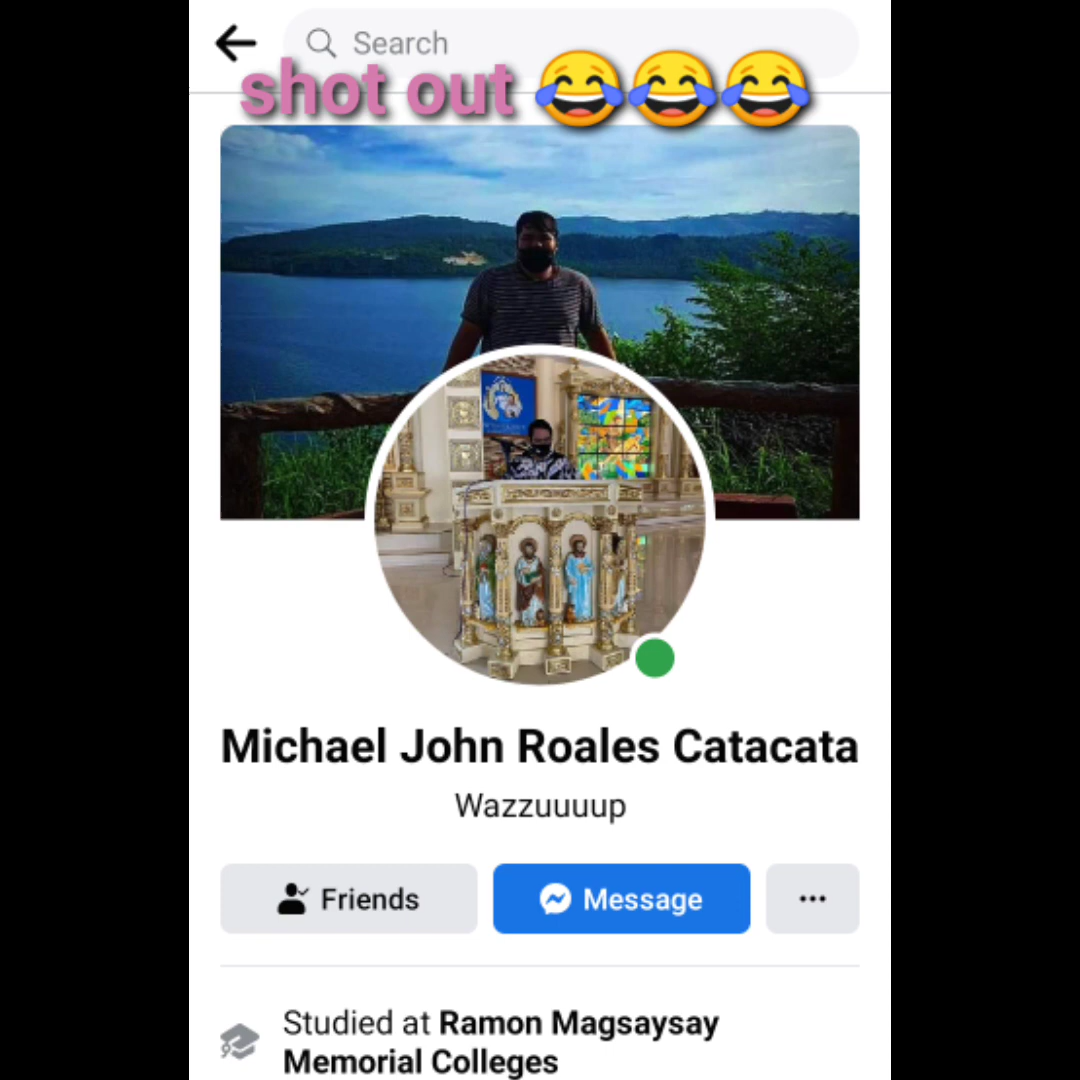 Search
shot out 😂😂😂
Michael John Roales Catacata
Wazzuuuup
Friends
Message
Studied at Ramon Magsaysay
Memorial Colleges